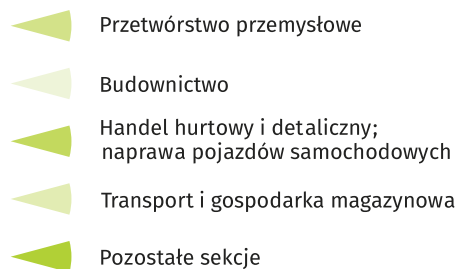 Przetwórstwo przemysłowe
Budownictwo
Handel hurtowy i detaliczny;
naprawa pojazdów samochodowych
Transport i gospodarka magazynowa
Pozostałe sekcje